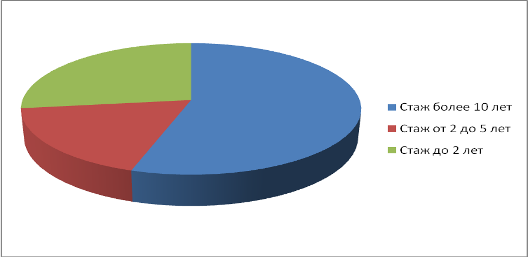 Стаж более 10 лет
Стаж от 2 до 5 лет
Стаж до 2 лет